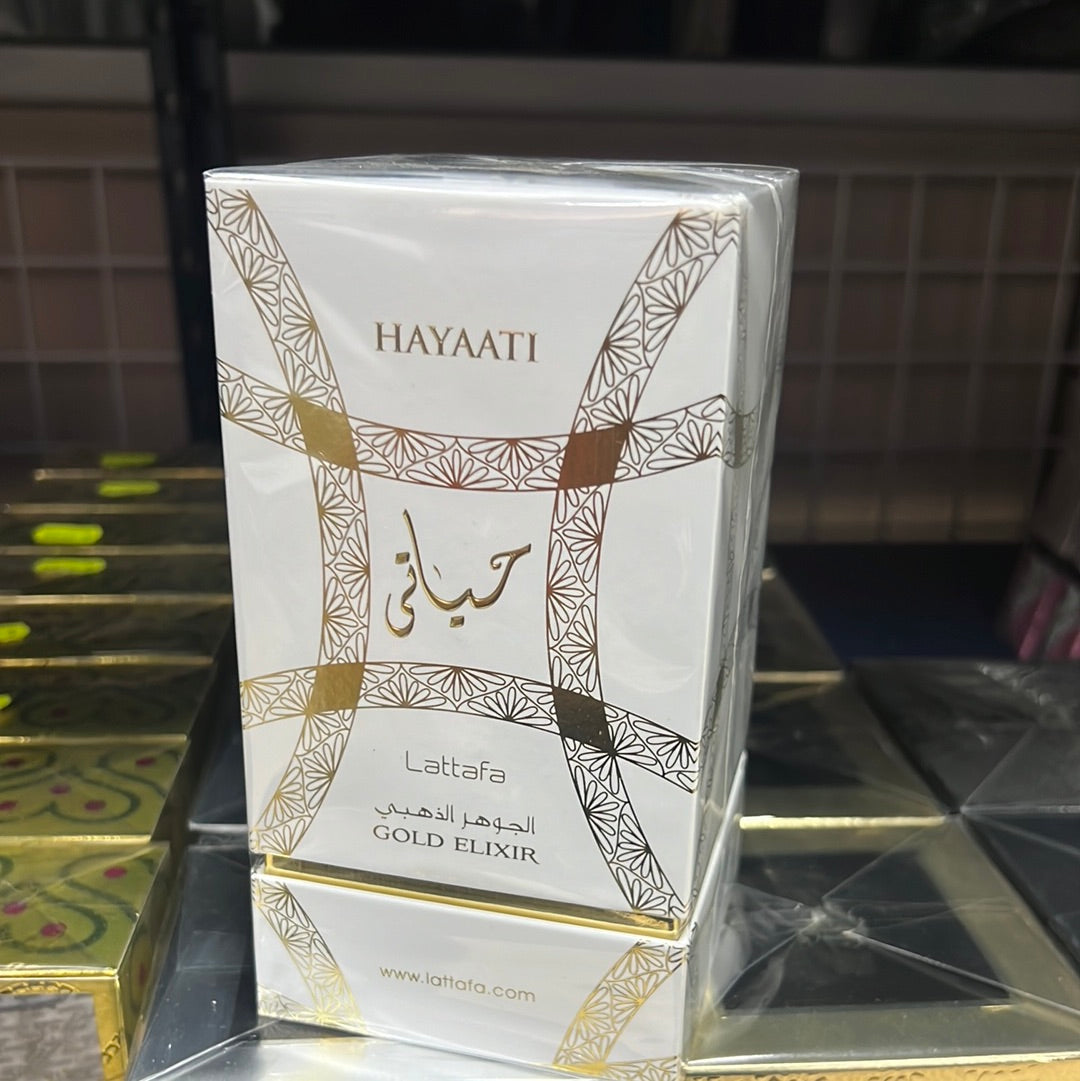 HAYAATI
حياتي
Lattafa
الجوهر الذهبي
GOLD ELIXIR
www.lattafa.com